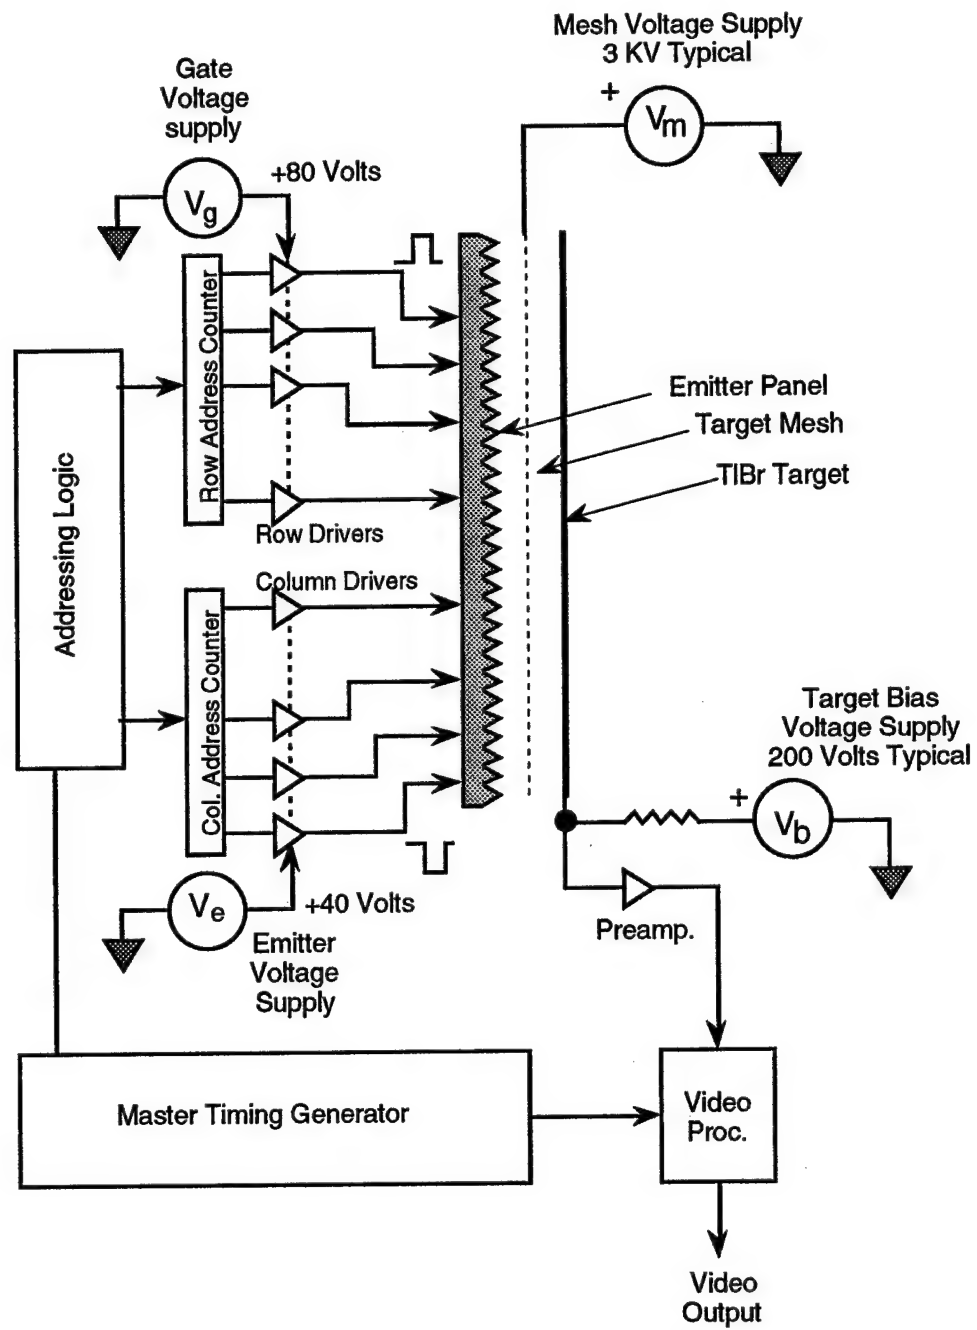 Mesh Voltage Supply
3 KV Typical
+
Vm
Gate
Voltage
supply
+80 Volts
Vg
Row Address Counter
Addressing Logic
Emitter Panel
Target Mesh
TlBr Target
Row Drivers
Column Drivers
Col. Address Counter
Target Bias
Voltage Supply
200 Volts Typical
+
Vb
Ve
+40 Volts
Emitter
Voltage
Supply
Preamp.
Master Timing Generator
Video
Proc.
Video
Output